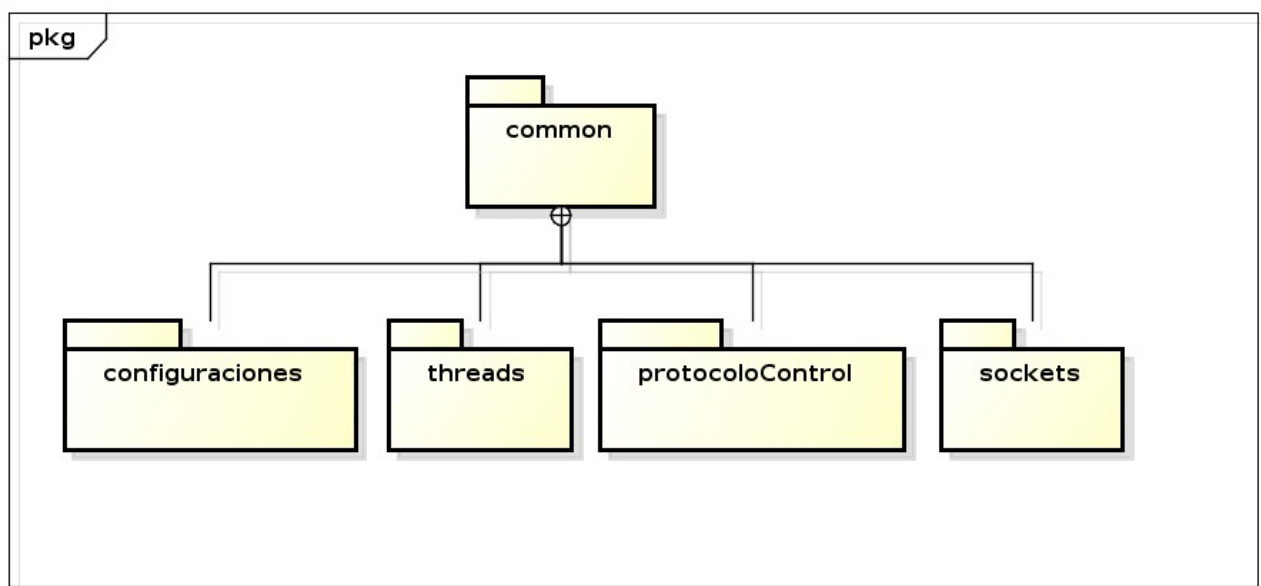 pkg
common
configuraciones
threads
protocoloControl
sockets